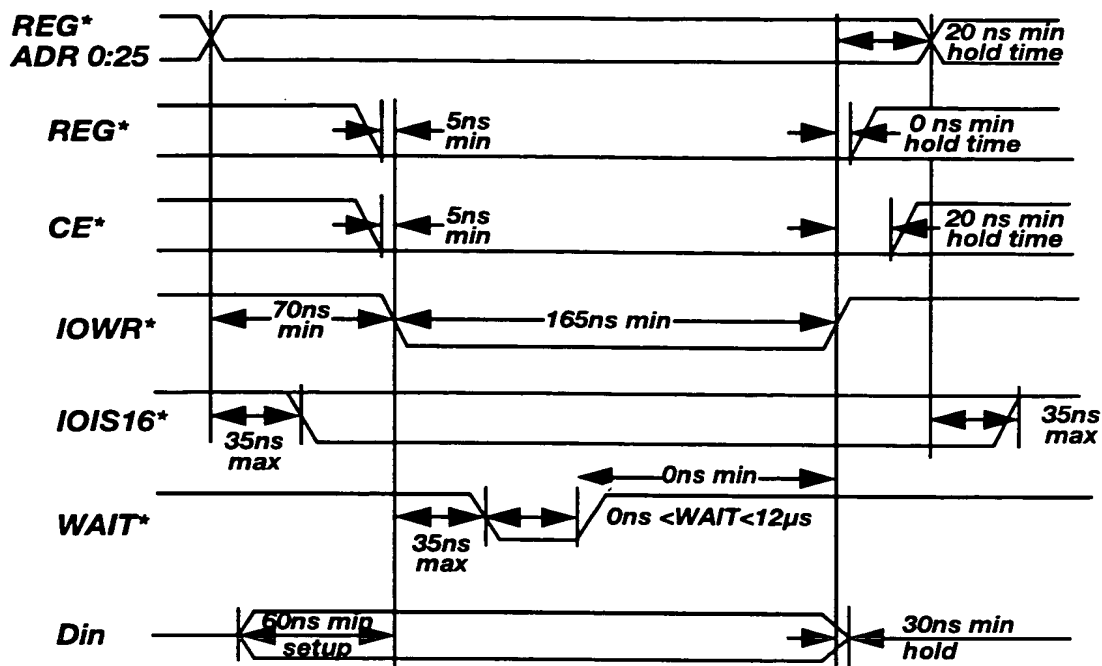 REG*
ADR 0:25
20 ns min
hold time
REG*
5ns
min
0 ns min
hold time
CE*
5ns
min
20 ns min
hold time
IOWR*
70ns
min
165ns min
IOIS16*
35ns
max
35ns
max
0ns min
WAIT*
35ns
max
0ns <WAIT<12µs
Din
60ns min
setup
30ns min
hold